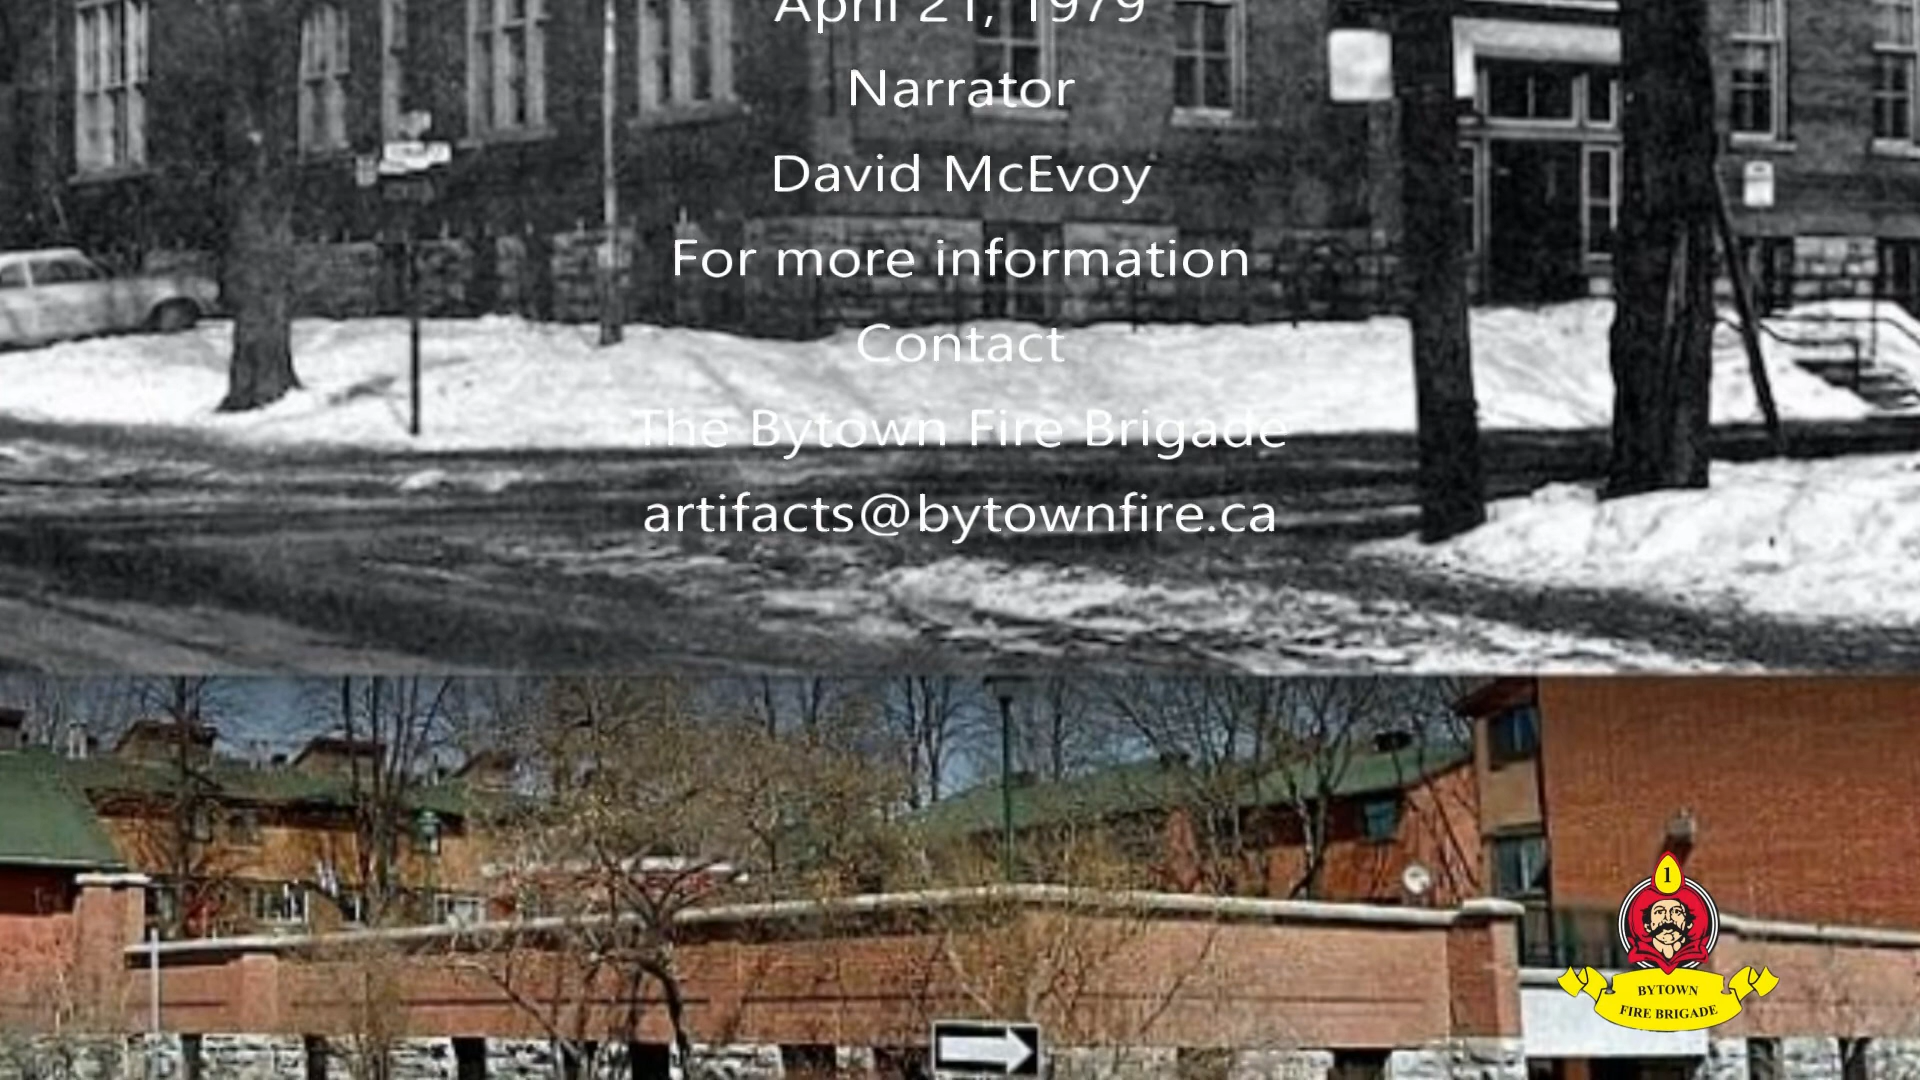 April 21, 1979
Narrator
David McEvoy
For more information
Contact
The Bytown Fire Brigade
artifacts@bytownfire.ca
1
BYTOWN
FIRE BRIGADE